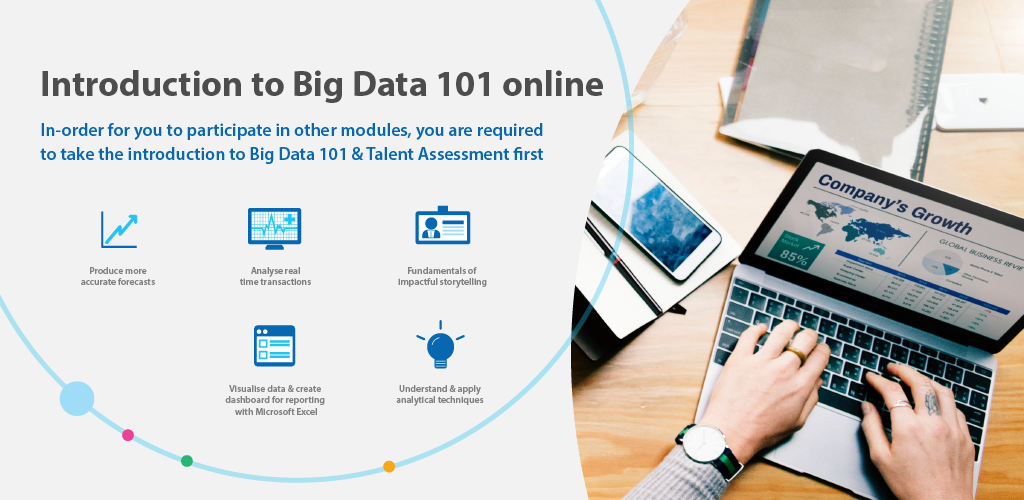 Introduction to Big Data 101 online
In-order for you to participate in other modules, you are required
to take the introduction to Big Data 101 & Talent Assessment first
Produce more
accurate forecasts
Analyse real
time transactions
Fundamentals of
impactful storytelling
Visualise data & create
dashboard for reporting
with Microsoft Excel
Understand & apply
analytical techniques
Company's Growth
GLOBAL BUSINESS REVIE
Stock
Market
85%